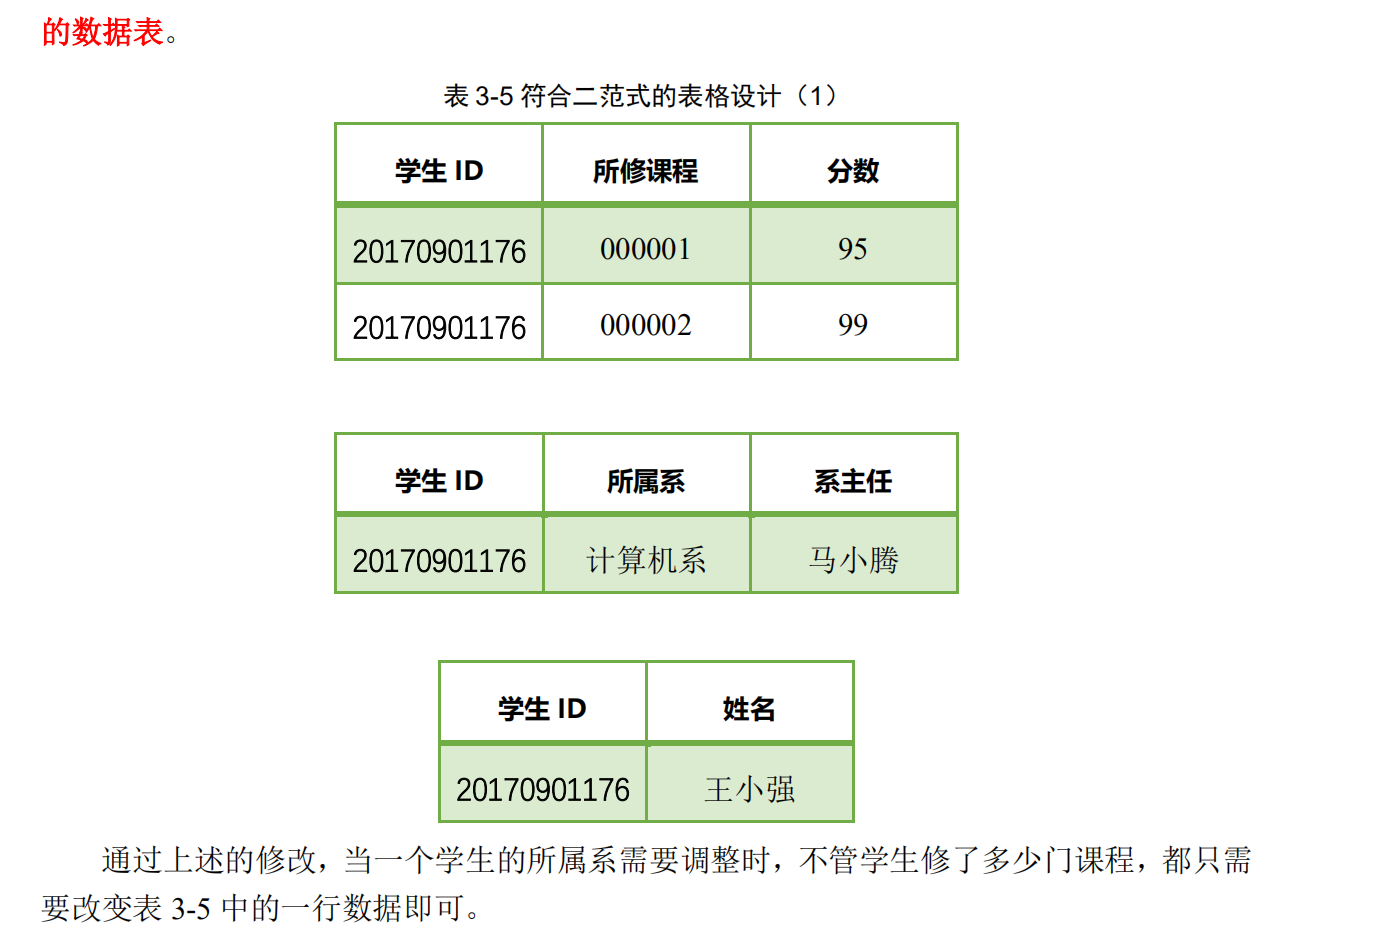 的数据表。
表 3-5 符合二范式的表格设计（1）
学生 ID 所修课程 分数
20170901176 000001 95
20170901176 000002 99
学生 ID 所属系 系主任
20170901176 计算机系 马小腾
学生 ID 姓名
20170901176 王小强
通过上述的修改，当一个学生的所属系需要调整时，不管学生修了多少门课程，都只需
要改变表 3-5 中的一行数据即可。